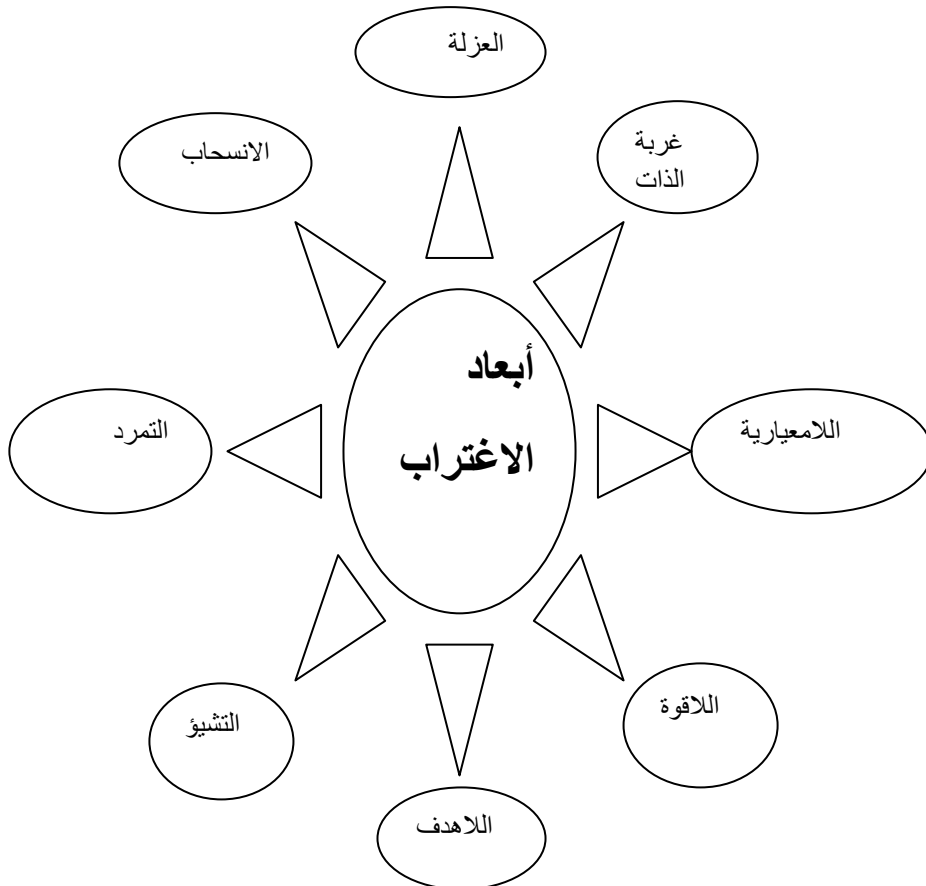 العزلة
غربة
الذات
الانسحاب
أبعاد
الاغتراب
اللامعيارية
التمرد
اللاقوة
التشيؤ
اللاهدف